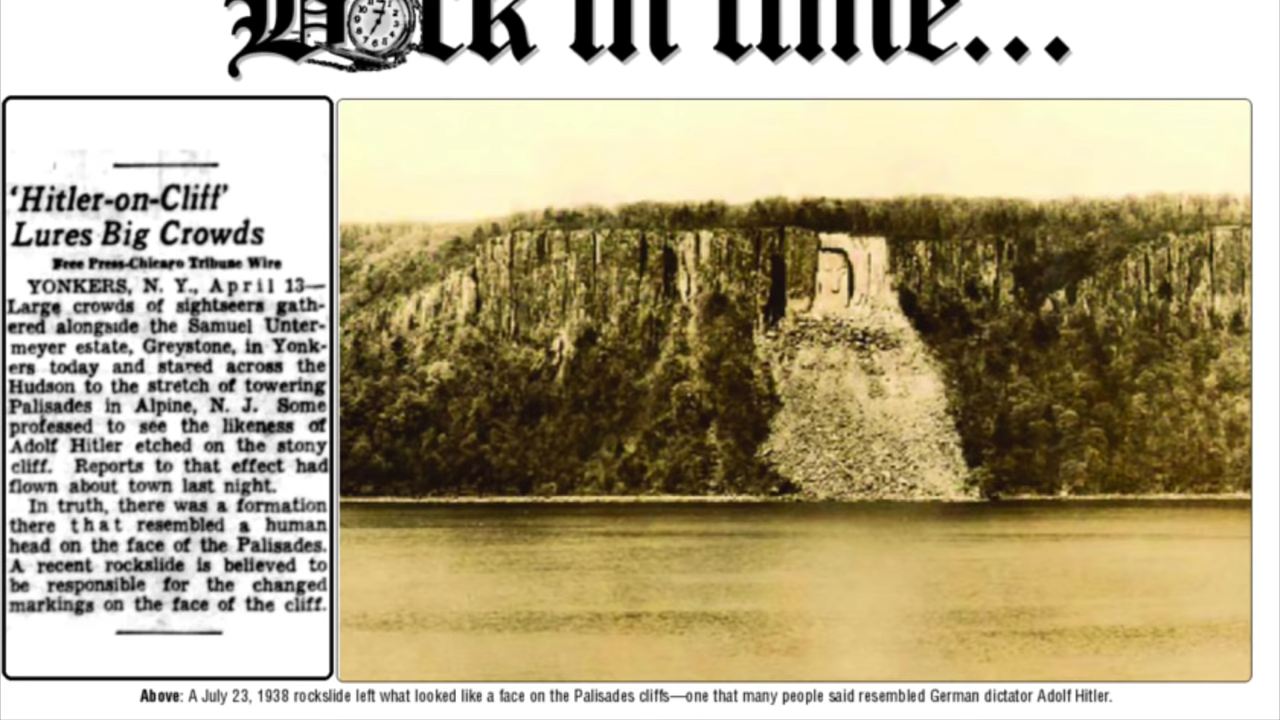 Back in time...
'Hitler-on-Cliff'
Lures Big Crowds
Free Press-Chicago Tribune Wire
YONKERS, N. Y., April 13—
Large crowds of sightseers gath-
ered alongside the Samuel Unter-
meyer estate, Greystone, in Yonk-
ers today and stared across the
Hudson to the stretch of towering
Palisades in Alpine, N. J. Some
professed to see the likeness of
Adolf Hitler etched on the stony
cliff. Reports to that effect had
flown about town last night.
In truth, there was a formation
there that resembled a human
head on the face of the Palisades.
A recent rockslide is believed to
be responsible for the changed
markings on the face of the cliff.
Above: A July 23, 1938 rockslide left what looked like a face on the Palisades cliffs—one that many people said resembled German dictator Adolf Hitler.